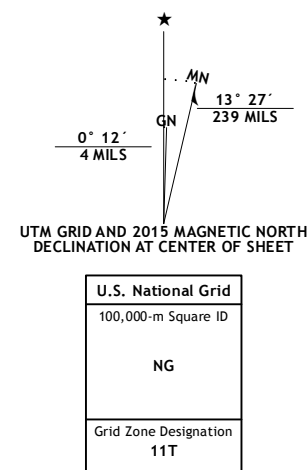 ★
MN
GN
13° 27´
239 MILS
0° 12´
4 MILS
UTM GRID AND 2015 MAGNETIC NORTH
DECLINATION AT CENTER OF SHEET
U.S. National Grid
100,000-m Square ID
NG
Grid Zone Designation
11T